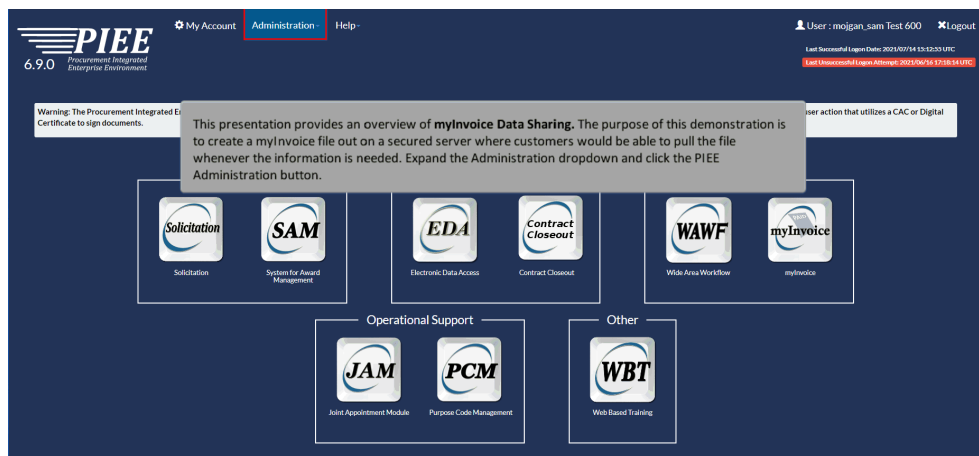 My Account Administration Help
User : mojgan_sam Test 600 Logout
PIEE
6.9.0 Procurement Integrated
Enterprise Environment
Last Successful Logon Date: 2021/07/14 15:12:55 UTC
Last Unsuccessful Logon Attempt: 2021/06/16 17:18:14 UTC
Warning: The Procurement Integrated
user action that utilizes a CAC or Digital
Certificate to sign documents.
This presentation provides an overview of myInvoice Data Sharing. The purpose of this demonstration is
to create a myInvoice file out on a secured server where customers would be able to pull the file
whenever the information is needed. Expand the Administration dropdown and click the PIEE
Administration button.
Solicitation
SAM
EDA
Contract
Closeout
WAWF
myInvoice
Solicitation
System for Award
Management
Electronic Data Access
Contract Closeout
Wide Area Workflow
myInvoice
Operational Support
Other
JAM
PCM
WBT
Joint Appointment Module
Purpose Code Management
Web Based Training